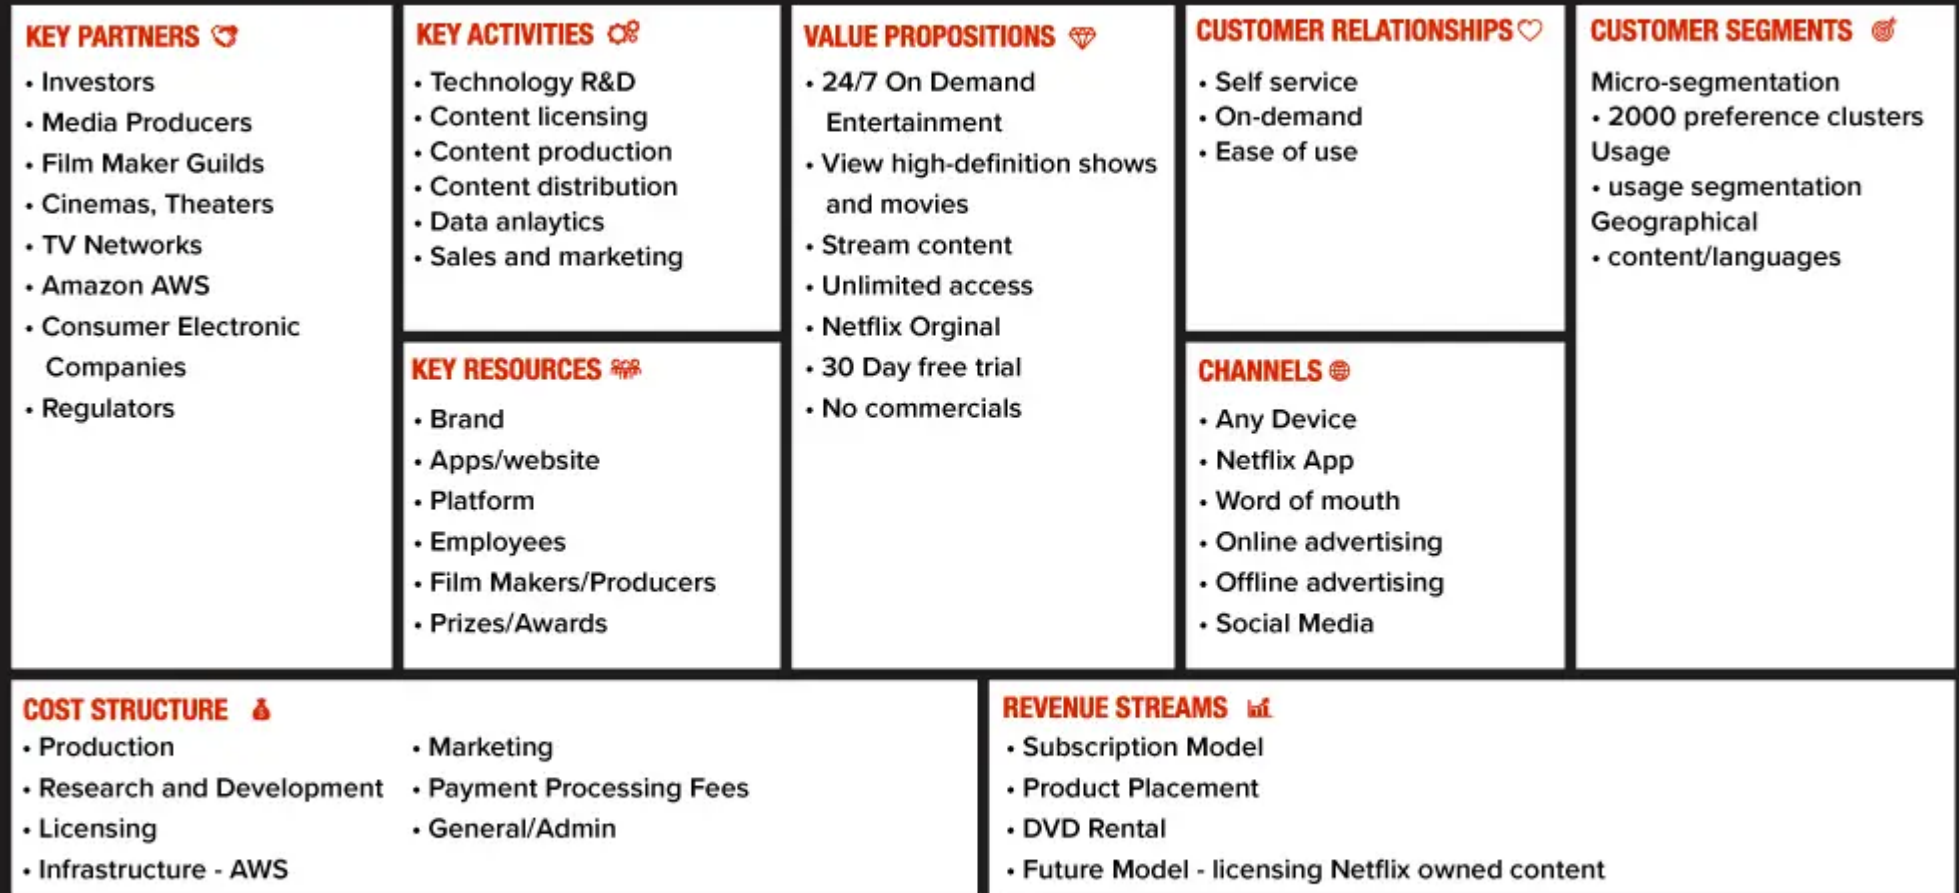 KEY PARTNERS
• Investors
• Media Producers
• Film Maker Guilds
• Cinemas, Theaters
• TV Networks
• Amazon AWS
• Consumer Electronic
Companies
• Regulators
KEY ACTIVITIES
• Technology R&D
• Content licensing
• Content production
• Content distribution
• Data anlaytics
• Sales and marketing
KEY RESOURCES
• Brand
• Apps/website
• Platform
• Employees
• Film Makers/Producers
• Prizes/Awards
VALUE PROPOSITIONS
• 24/7 On Demand
Entertainment
• View high-definition shows
and movies
• Stream content
• Unlimited access
• Netflix Orginal
• 30 Day free trial
• No commercials
CUSTOMER RELATIONSHIPS
• Self service
• On-demand
• Ease of use
CHANNELS
• Any Device
• Netflix App
• Word of mouth
• Online advertising
• Offline advertising
• Social Media
CUSTOMER SEGMENTS
Micro-segmentation
• 2000 preference clusters
Usage
• usage segmentation
Geographical
• content/languages
COST STRUCTURE
• Production
• Research and Development
• Licensing
• Infrastructure - AWS
• Marketing
• Payment Processing Fees
• General/Admin
REVENUE STREAMS
• Subscription Model
• Product Placement
• DVD Rental
• Future Model - licensing Netflix owned content